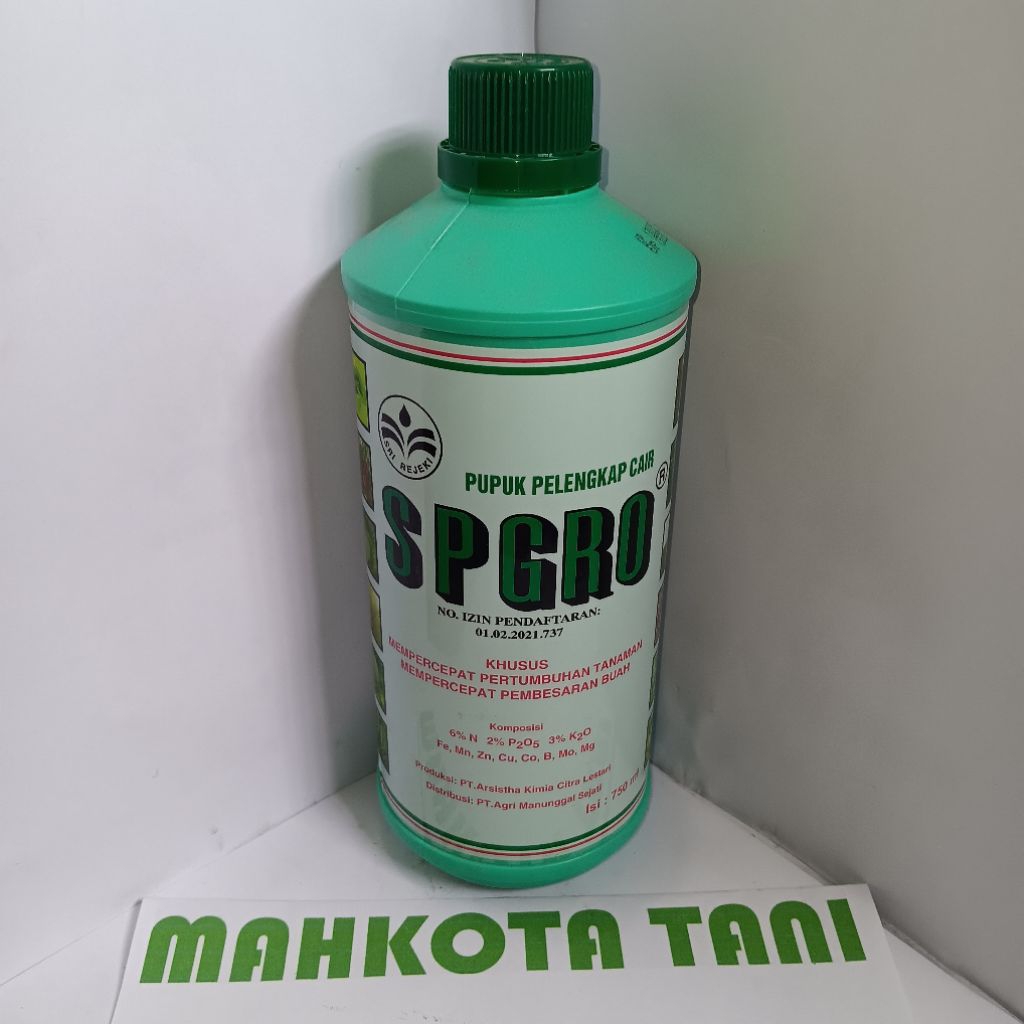 SRI REJEKI
PUPUK PELENGKAP CAIR
SPGRO®
NO. IZIN PENDAFTARAN:
01.02.2021.737
KHUSUS
MEMPERCEPAT PERTUMBUHAN TANAMAN
MEMPERCEPAT PEMBESARAN BUAH
Komposisi
6% N 2% P2O5 3% K2O
Fe, Mn, Zn, Cu, Co, B, Mo, Mg
Produksi: PT.Arsistha Kimia Citra Lestari
Distribusi: PT.Agri Manunggal Sejati
Isi : 750 ml
MAHKOTA TANI